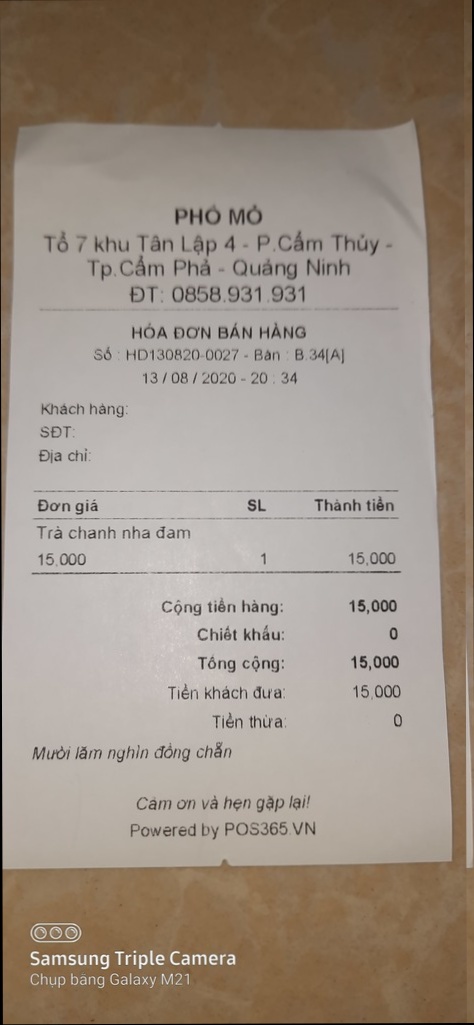 PHỐ MỎ
Tổ 7 khu Tân Lập 4 - P.Cẩm Thủy -
Tp.Cẩm Phả - Quảng Ninh
ĐT: 0858.931.931
HÓA ĐƠN BÁN HÀNG
Số : HD130820-0027 - Bàn : B.34[A]
13 / 08 / 2020 - 20 : 34
Khách hàng:
SĐT:
Địa chỉ:
Đơn giá SL Thành tiền
Trà chanh nha đam
15,000 1 15,000
Cộng tiền hàng: 15,000
Chiết khấu: 0
Tổng cộng: 15,000
Tiền khách đưa: 15,000
Tiền thừa: 0
Mười lăm nghìn đồng chẵn
Cảm ơn và hẹn gặp lại!
Powered by POS365.VN
Samsung Triple Camera
Chụp bằng Galaxy M21